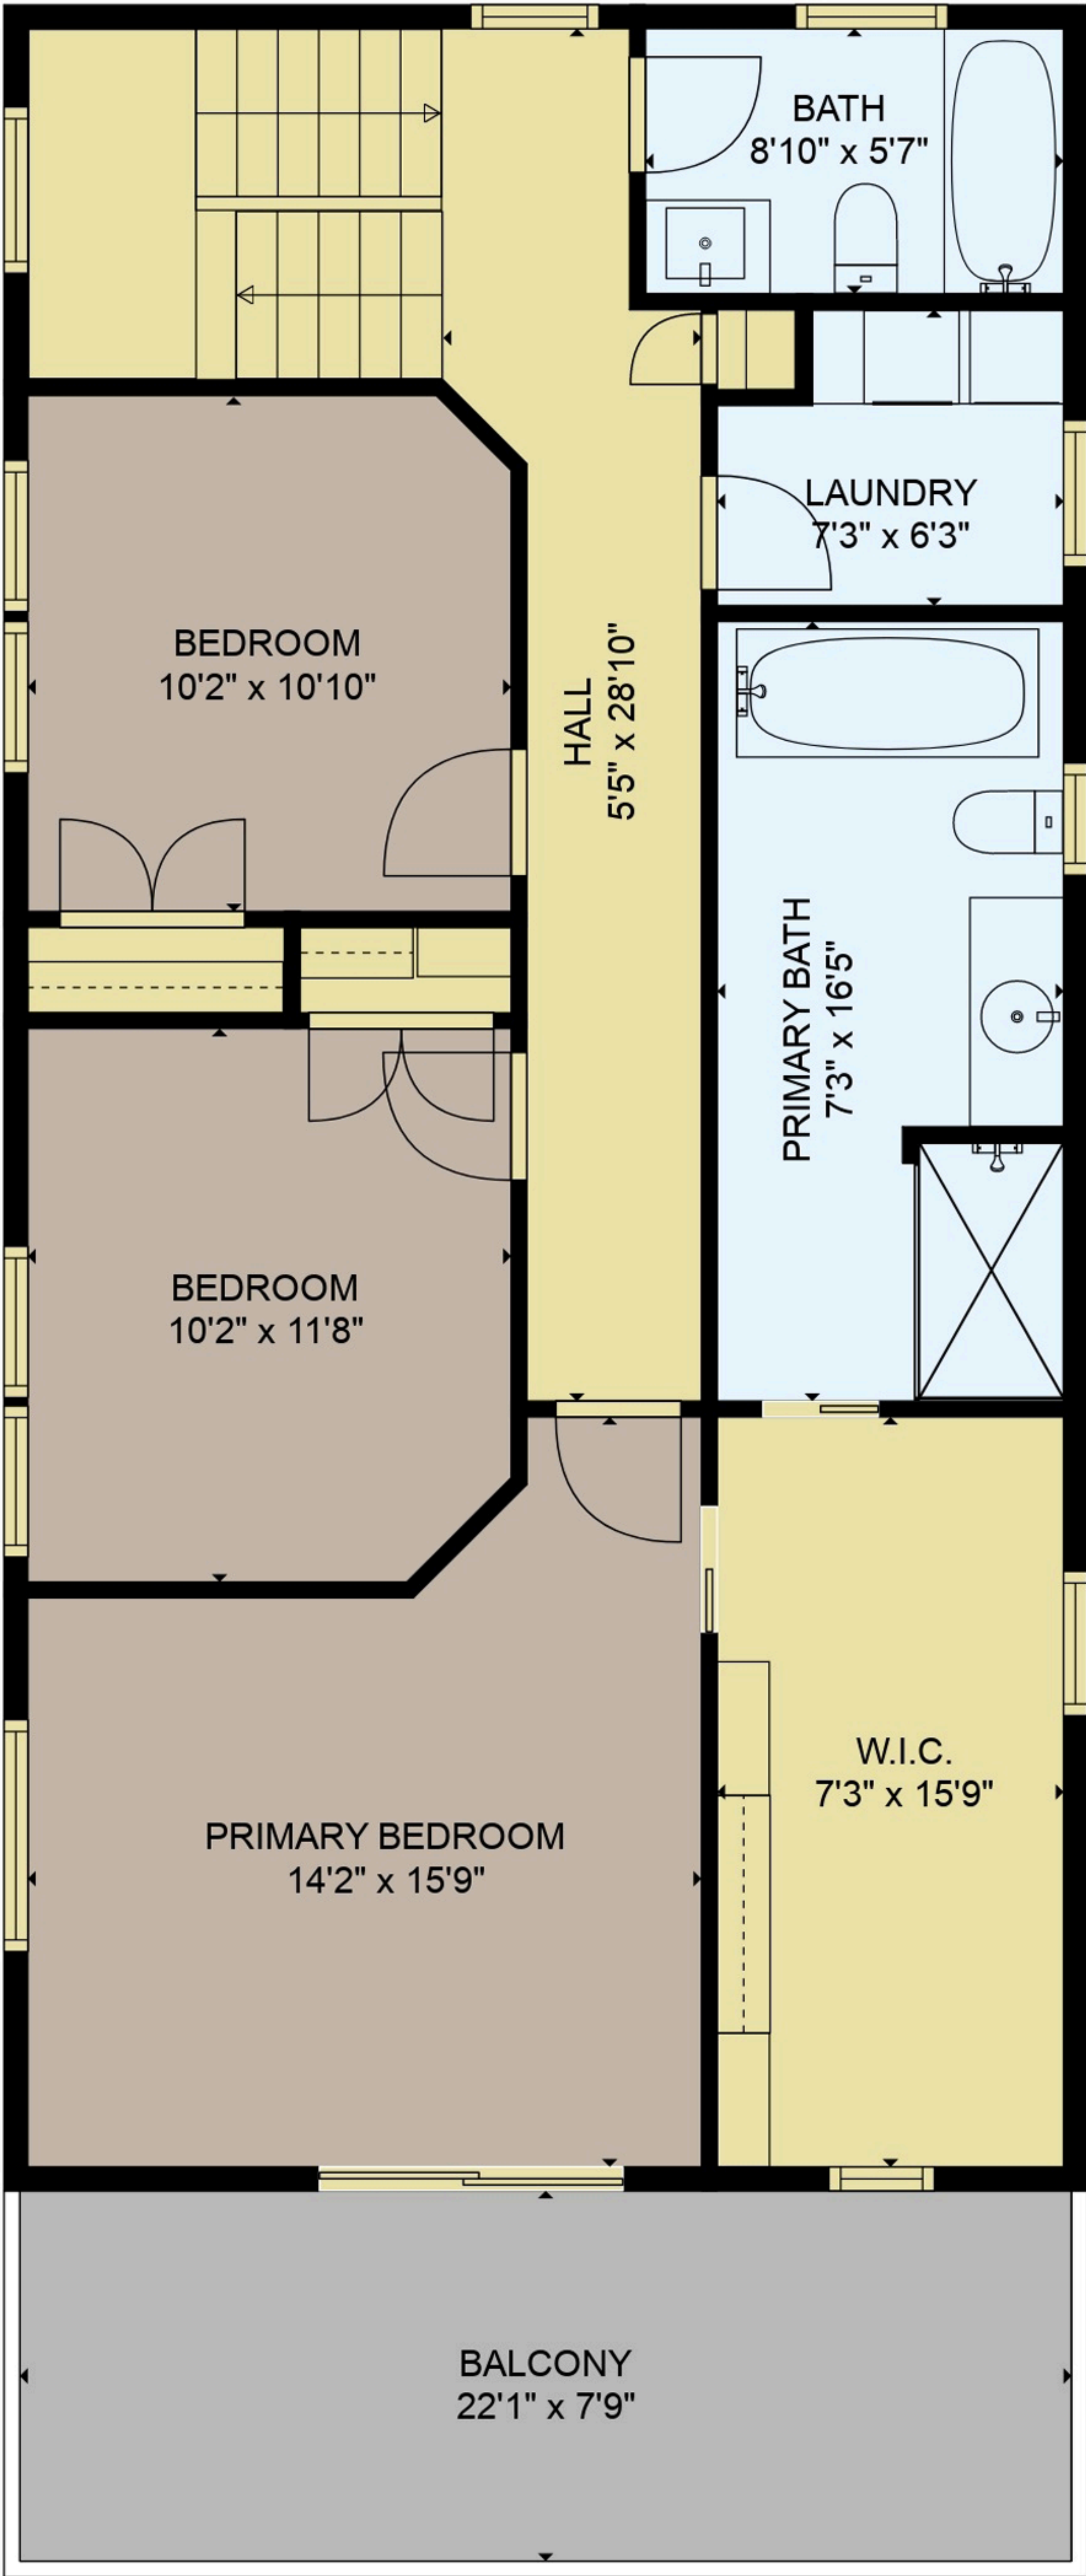 BATH
8'10" x 5'7"
LAUNDRY
7'3" x 6'3"
BEDROOM
10'2" x 10'10"
HALL
5'5" x 28'10"
PRIMARY BATH
7'3" x 16'5"
BEDROOM
10'2" x 11'8"
W.I.C.
7'3" x 15'9"
PRIMARY BEDROOM
14'2" x 15'9"
BALCONY
22'1" x 7'9"